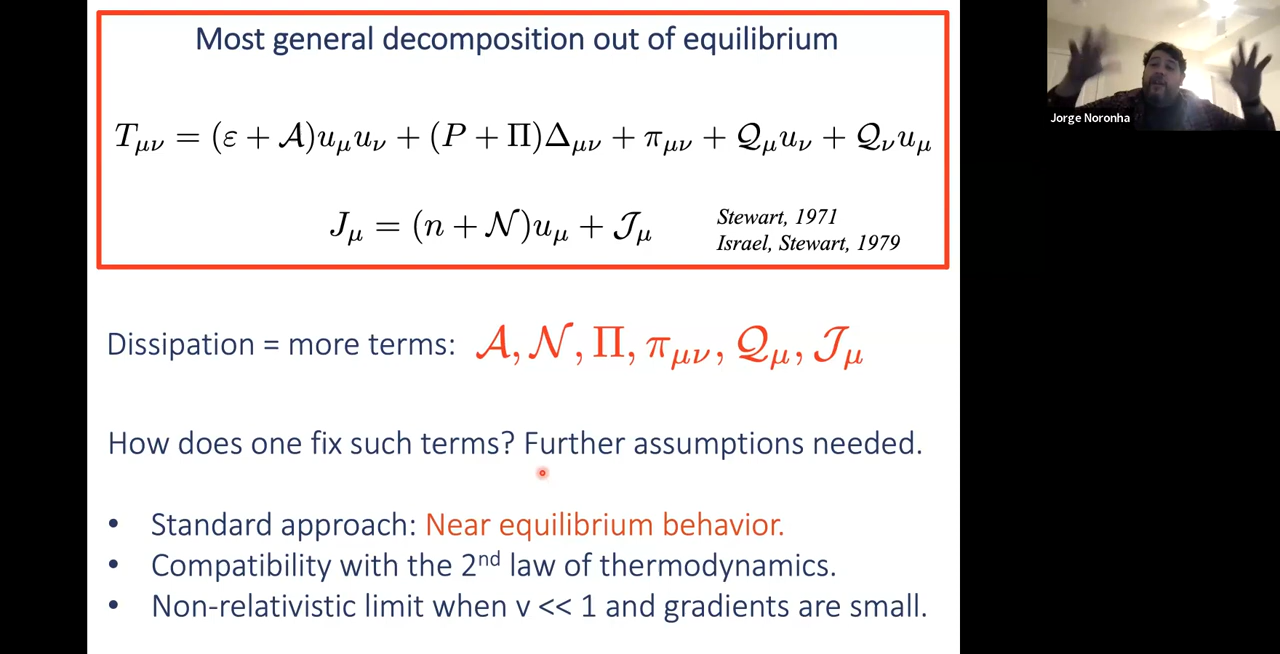 Most general decomposition out of equilibrium
Jorge Noronha
T_{μν} = (ε + 𝒜)u_μ u_ν + (P + Π)Δ_{μν} + π_{μν} + 𝒬_μ u_ν + 𝒬_ν u_μ
J_μ = (n + 𝒩)u_μ + 𝒥_μ
Stewart, 1971
Israel, Stewart, 1979
Dissipation = more terms: 𝒜, 𝒩, Π, π_{μν}, 𝒬_μ, 𝒥_μ
How does one fix such terms? Further assumptions needed.
• Standard approach: Near equilibrium behavior.
• Compatibility with the 2nd law of thermodynamics.
• Non-relativistic limit when v << 1 and gradients are small.